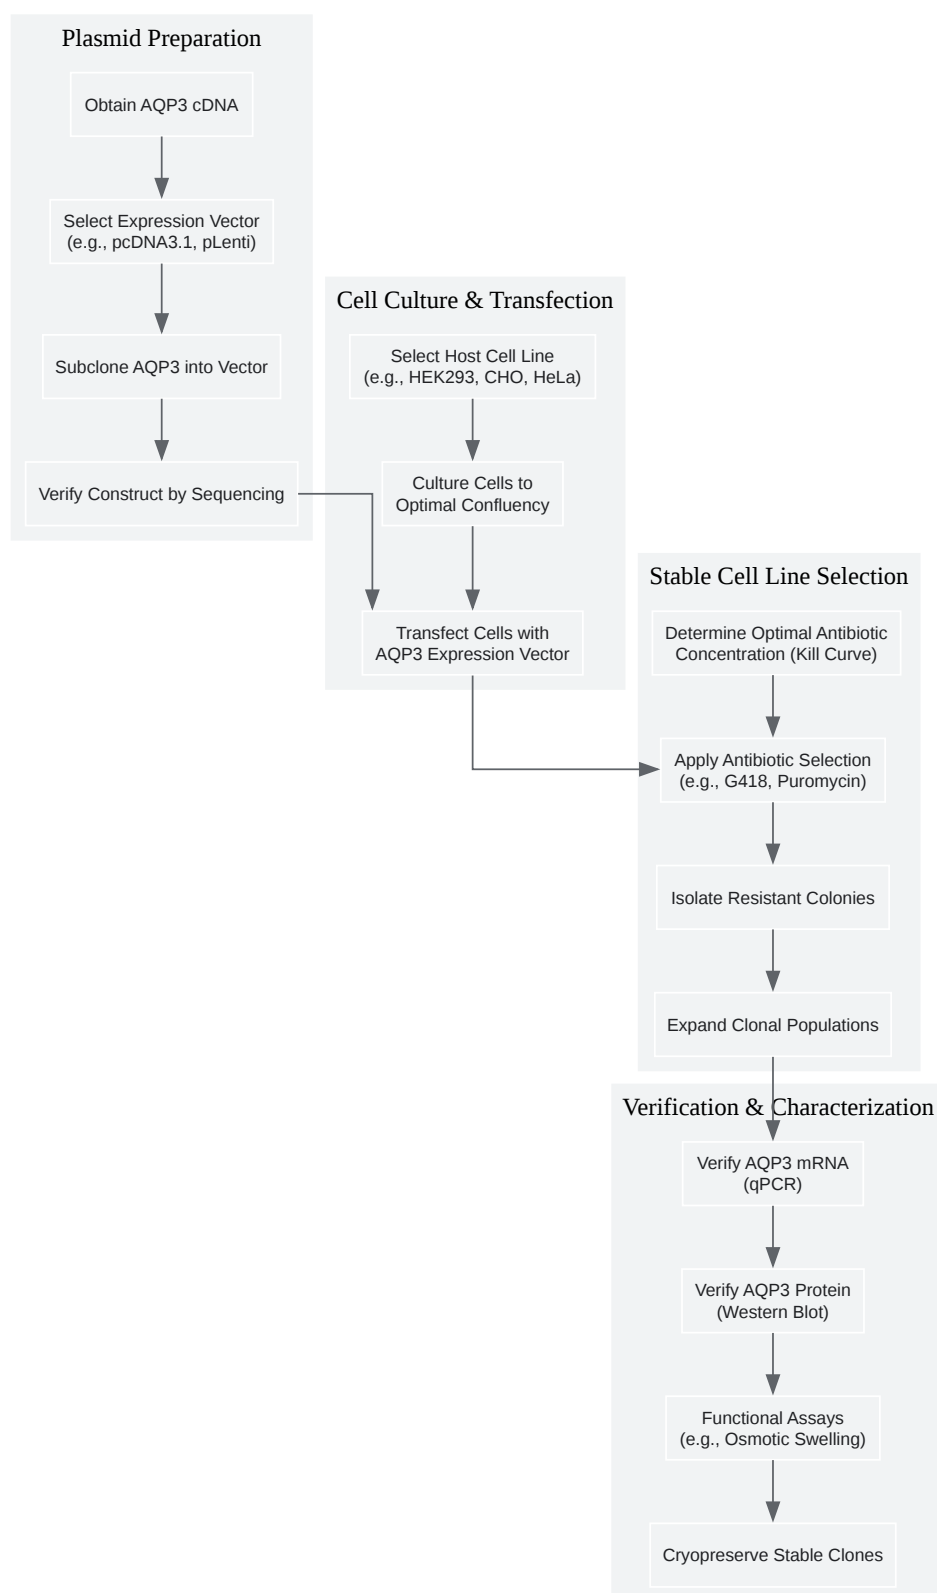 Plasmid Preparation
Obtain AQP3 cDNA
Select Expression Vector
(e.g., pcDNA3.1, pLenti)
Subclone AQP3 into Vector
Verify Construct by Sequencing
Cell Culture & Transfection
Select Host Cell Line
(e.g., HEK293, CHO, HeLa)
Culture Cells to
Optimal Confluency
Transfect Cells with
AQP3 Expression Vector
Stable Cell Line Selection
Determine Optimal Antibiotic
Concentration (Kill Curve)
Apply Antibiotic Selection
(e.g., G418, Puromycin)
Isolate Resistant Colonies
Expand Clonal Populations
Verification & Characterization
Verify AQP3 mRNA
(qPCR)
Verify AQP3 Protein
(Western Blot)
Functional Assays
(e.g., Osmotic Swelling)
Cryopreserve Stable Clones